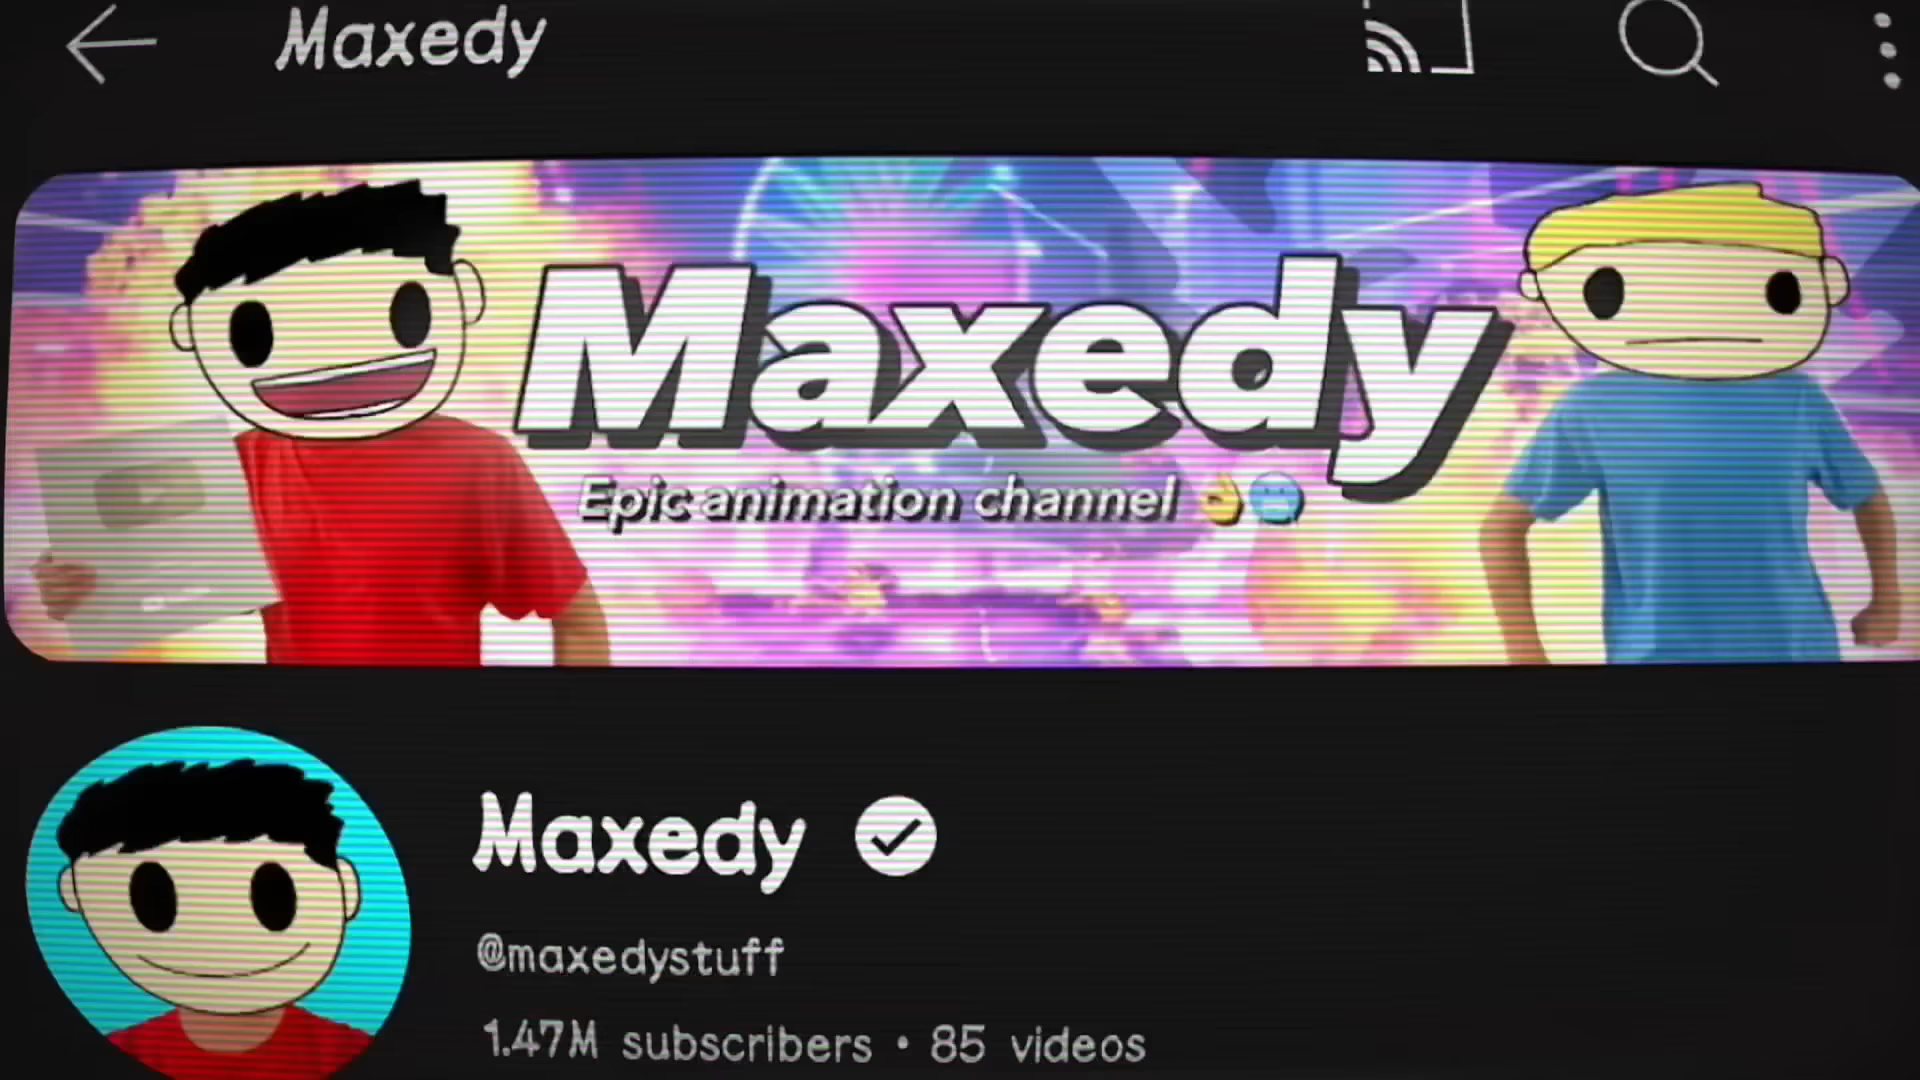 Maxedy
Maxedy
Epic animation channel 👌🥶
Maxedy
@maxedystuff
1.47M subscribers • 85 videos